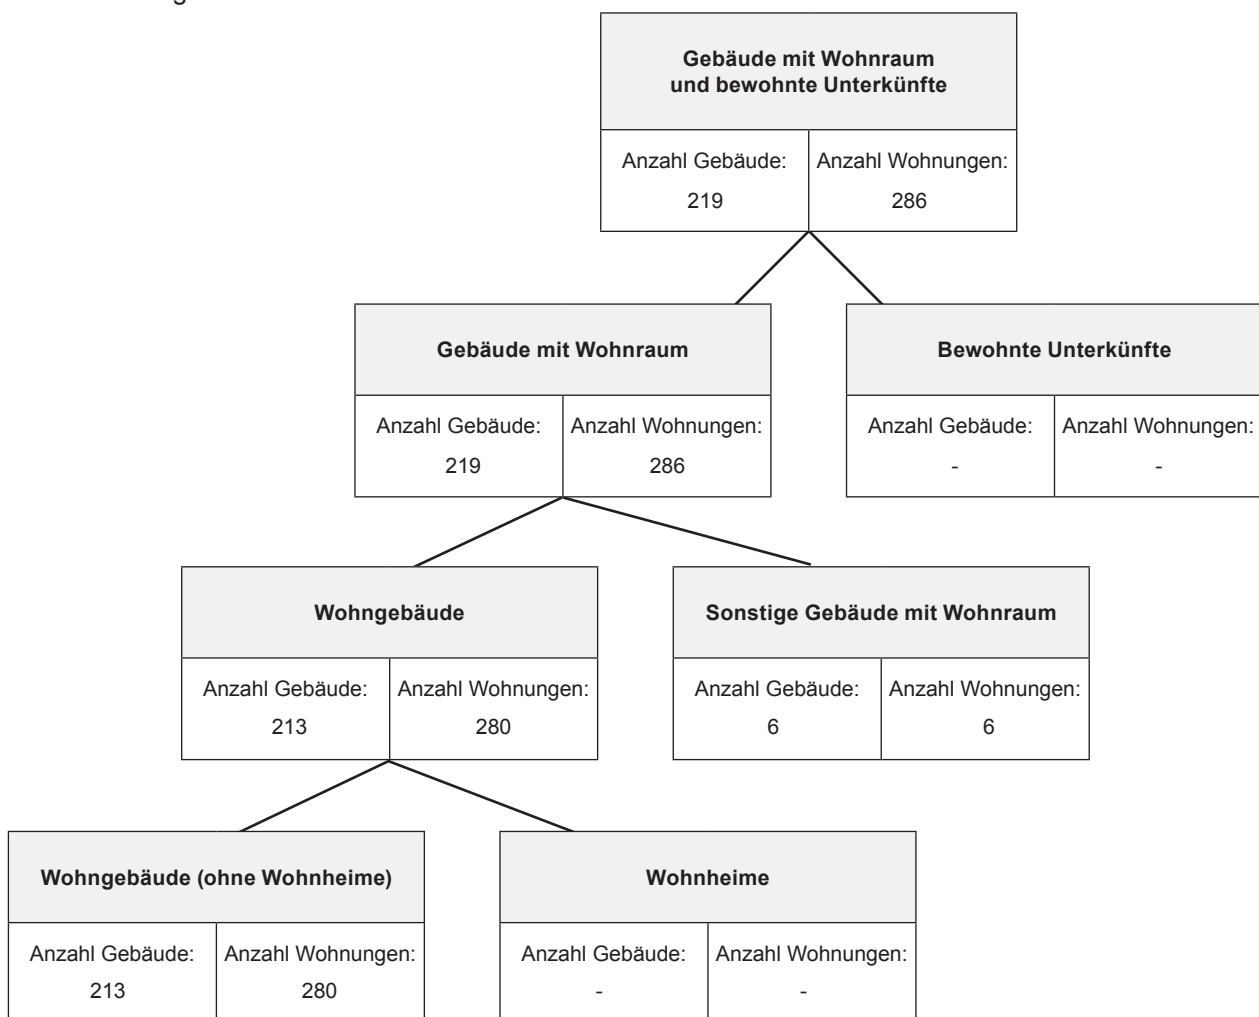 Gebäude mit Wohnraum
und bewohnte Unterkünfte
Anzahl Gebäude: Anzahl Wohnungen:
219 286
Gebäude mit Wohnraum
Anzahl Gebäude: Anzahl Wohnungen:
219 286
Bewohnte Unterkünfte
Anzahl Gebäude: Anzahl Wohnungen:
- -
Wohngebäude
Anzahl Gebäude: Anzahl Wohnungen:
213 280
Sonstige Gebäude mit Wohnraum
Anzahl Gebäude: Anzahl Wohnungen:
6 6
Wohngebäude (ohne Wohnheime)
Anzahl Gebäude: Anzahl Wohnungen:
213 280
Wohnheime
Anzahl Gebäude: Anzahl Wohnungen:
- -